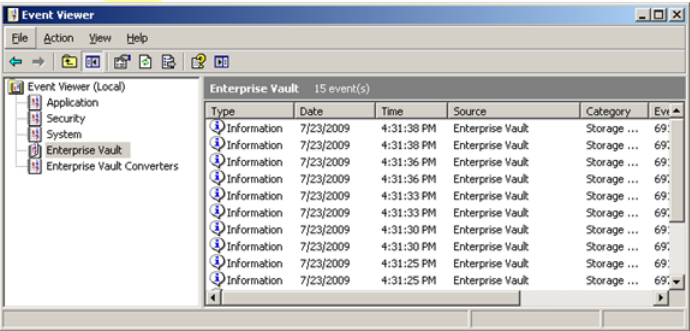 Event Viewer
File Action View Help
Event Viewer (Local)
Application
Security
System
Enterprise Vault
Enterprise Vault Converters
Enterprise Vault 15 event(s)
Type Date Time Source Category Eve
Information 7/23/2009 4:31:38 PM Enterprise Vault Storage ...
Information 7/23/2009 4:31:38 PM Enterprise Vault Storage ... 697
Information 7/23/2009 4:31:36 PM Enterprise Vault Storage ...
Information 7/23/2009 4:31:36 PM Enterprise Vault Storage ... 697
Information 7/23/2009 4:31:33 PM Enterprise Vault Storage ...
Information 7/23/2009 4:31:33 PM Enterprise Vault Storage ... 697
Information 7/23/2009 4:31:30 PM Enterprise Vault Storage ...
Information 7/23/2009 4:31:30 PM Enterprise Vault Storage ... 697
Information 7/23/2009 4:31:25 PM Enterprise Vault Storage ...
Information 7/23/2009 4:31:25 PM Enterprise Vault Storage ... 697